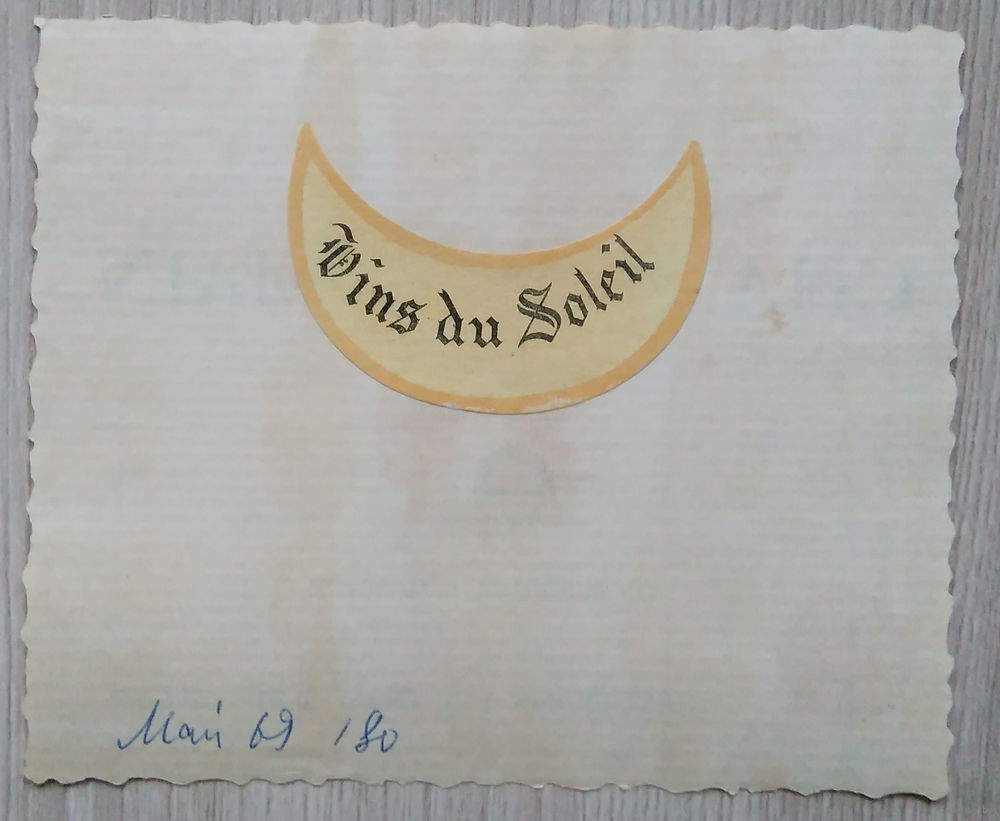 Vins du Soleil
Mai 69 180